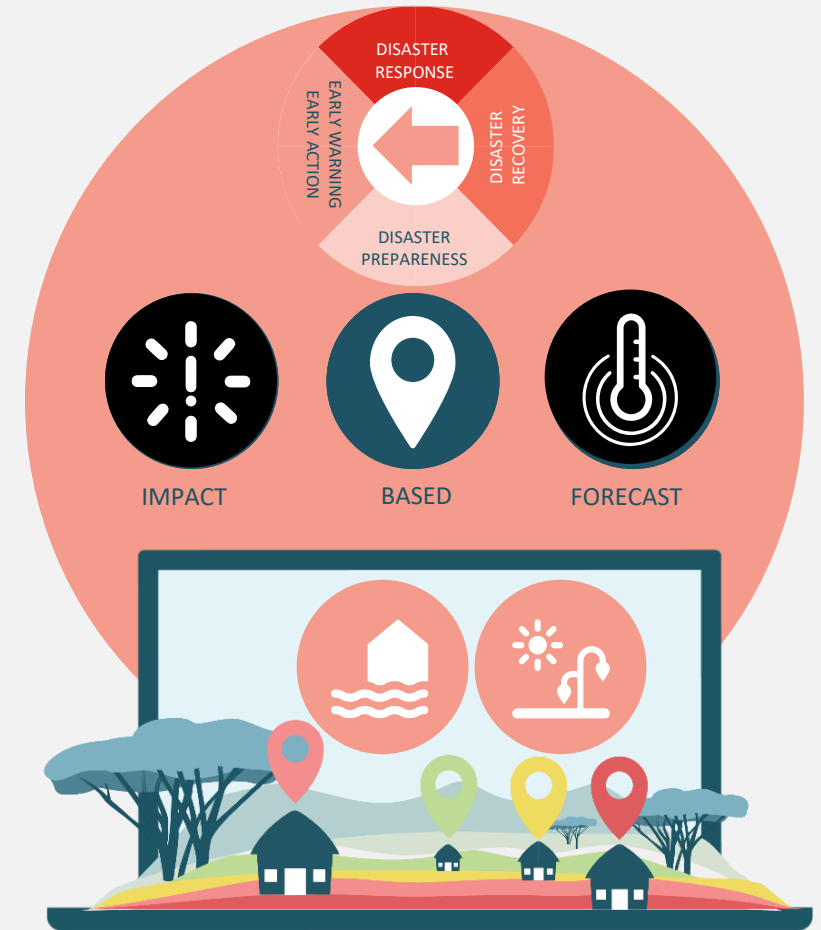 DISASTER
RESPONSE
EARLY WARNING
EARLY ACTION
DISASTER
RECOVERY
DISASTER
PREPARENESS
IMPACT
BASED
FORECAST